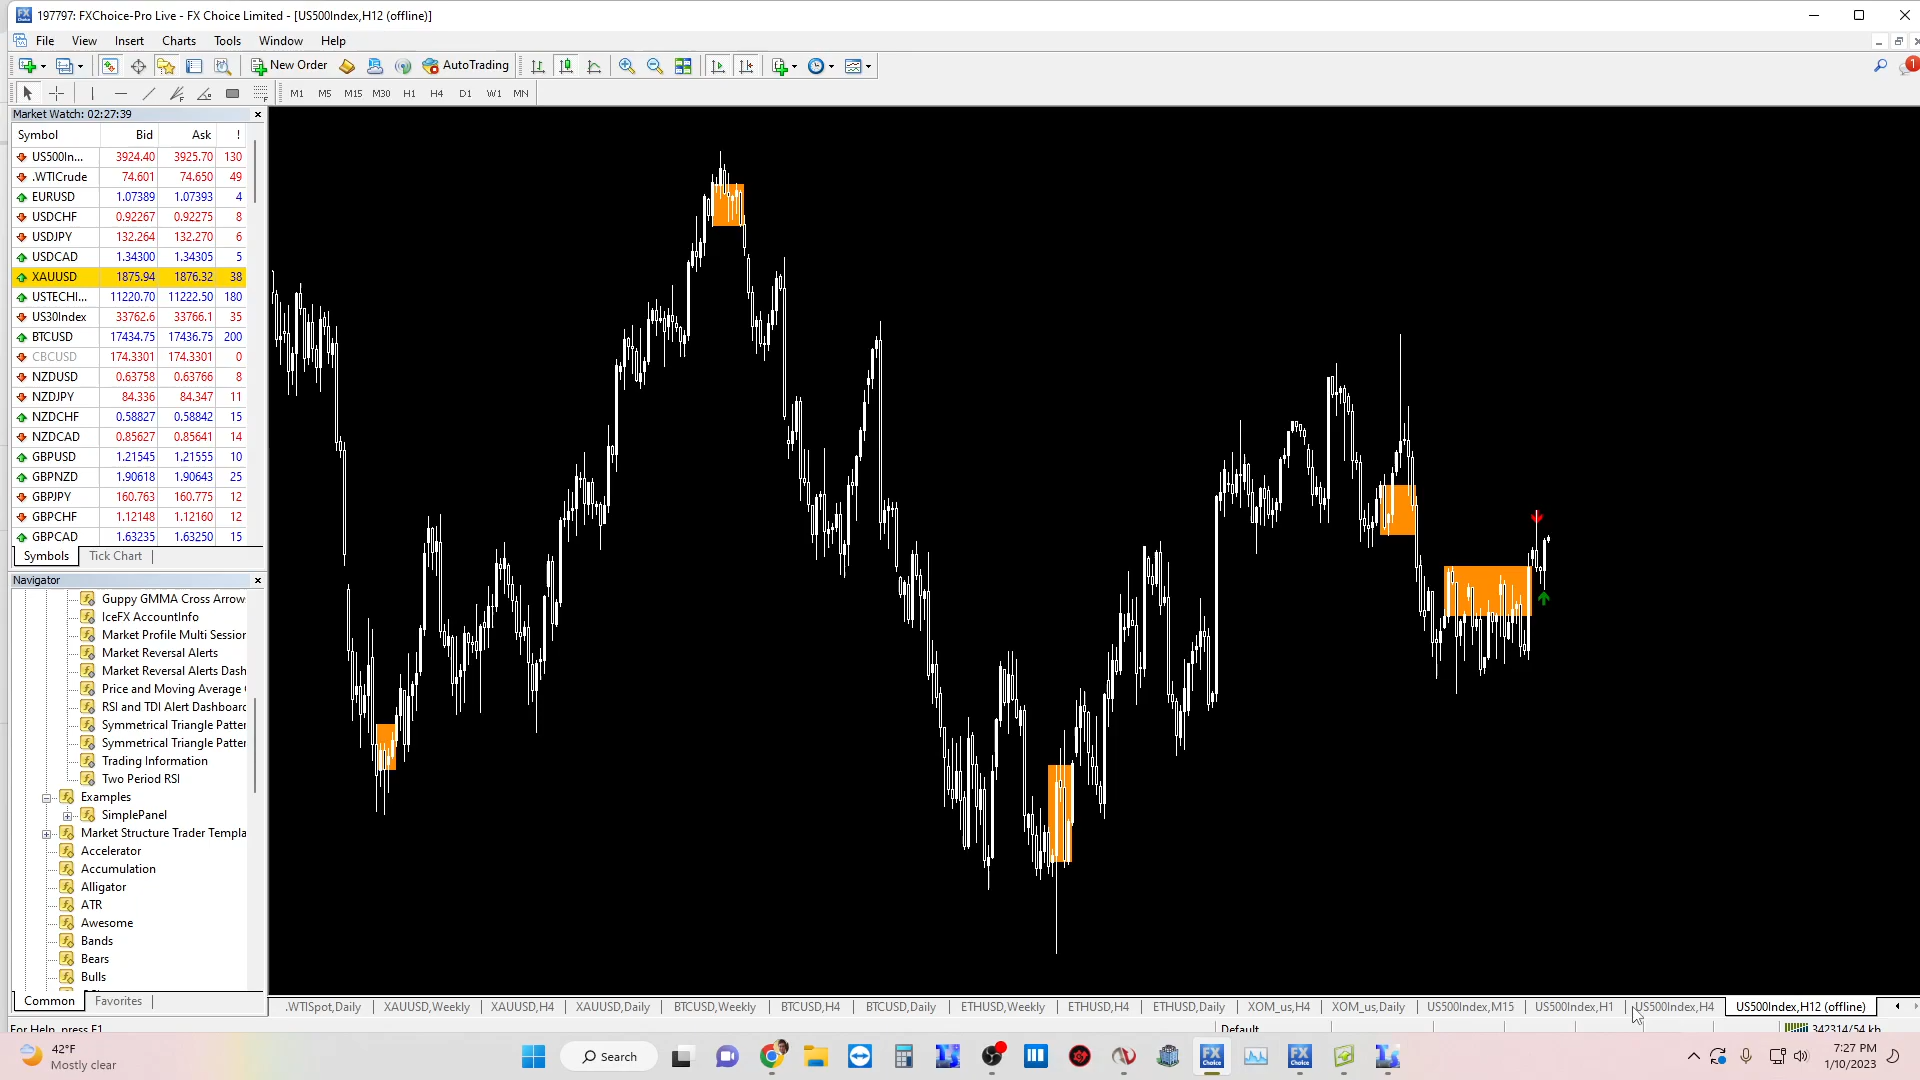 197797: FXChoice-Pro Live - FX Choice Limited - [US500Index,H12 (offline)]
File View Insert Charts Tools Window Help
New Order AutoTrading
M1 M5 M15 M30 H1 H4 D1 W1 MN
Market Watch: 02:27:39
Symbol Bid Ask !
US500In... 3924.40 3925.70 130
.WTICrude 74.601 74.650 49
EURUSD 1.07389 1.07393 4
USDCHF 0.92267 0.92275 8
USDJPY 132.264 132.270 6
USDCAD 1.34300 1.34305 5
XAUUSD 1875.94 1876.32 38
USTECHI... 11220.70 11222.50 180
US30Index 33762.6 33766.1 35
BTCUSD 17434.75 17436.75 200
CBCUSD 174.3301 174.3301 0
NZDUSD 0.63758 0.63766 8
NZDJPY 84.336 84.347 11
NZDCHF 0.58827 0.58842 15
NZDCAD 0.85627 0.85641 14
GBPUSD 1.21545 1.21555 10
GBPNZD 1.90618 1.90643 25
GBPJPY 160.763 160.775 12
GBPCHF 1.12148 1.12160 12
GBPCAD 1.63235 1.63250 15
Symbols Tick Chart
Navigator
Guppy GMMA Cross Arrow
IceFX AccountInfo
Market Profile Multi Session
Market Reversal Alerts
Market Reversal Alerts Dash
Price and Moving Average
RSI and TDI Alert Dashboard
Symmetrical Triangle Patter
Symmetrical Triangle Patter
Trading Information
Two Period RSI
Examples
SimplePanel
Market Structure Trader Templa
Accelerator
Accumulation
Alligator
ATR
Awesome
Bands
Bears
Bulls
Common Favorites
.WTISpot,Daily XAUUSD,Weekly XAUUSD,H4 XAUUSD,Daily BTCUSD,Weekly BTCUSD,H4 BTCUSD,Daily ETHUSD,Weekly ETHUSD,H4 ETHUSD,Daily XOM_us,H4 XOM_us,Daily US500Index,M15 US500Index,H1 US500Index,H4 US500Index,H12 (offline)
For Help, press F1 Default 342314/54 kb
42°F
Mostly clear
Search
FX Choice
FX Choice
7:27 PM
1/10/2023